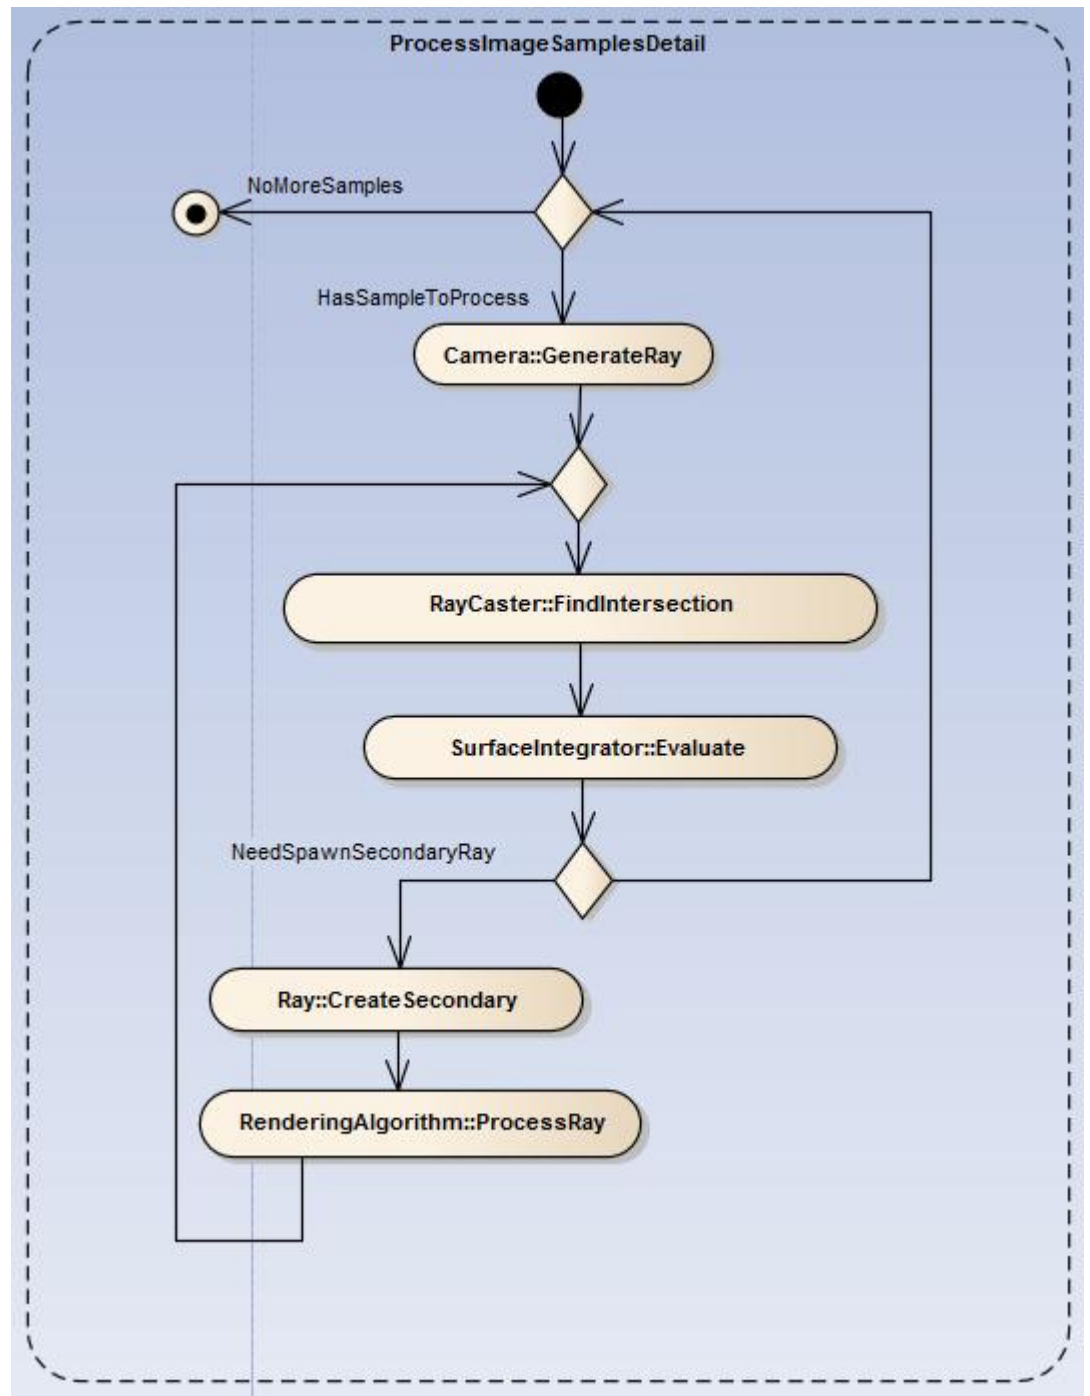 ProcessImageSamplesDetail
NoMoreSamples
HasSampleToProcess
Camera::GenerateRay
RayCaster::FindIntersection
SurfaceIntegrator::Evaluate
NeedSpawnSecondaryRay
Ray::CreateSecondary
RenderingAlgorithm::ProcessRay